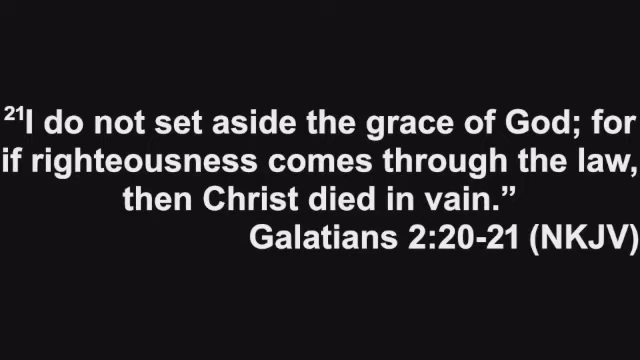 ²¹I do not set aside the grace of God; for
if righteousness comes through the law,
then Christ died in vain.”
Galatians 2:20-21 (NKJV)